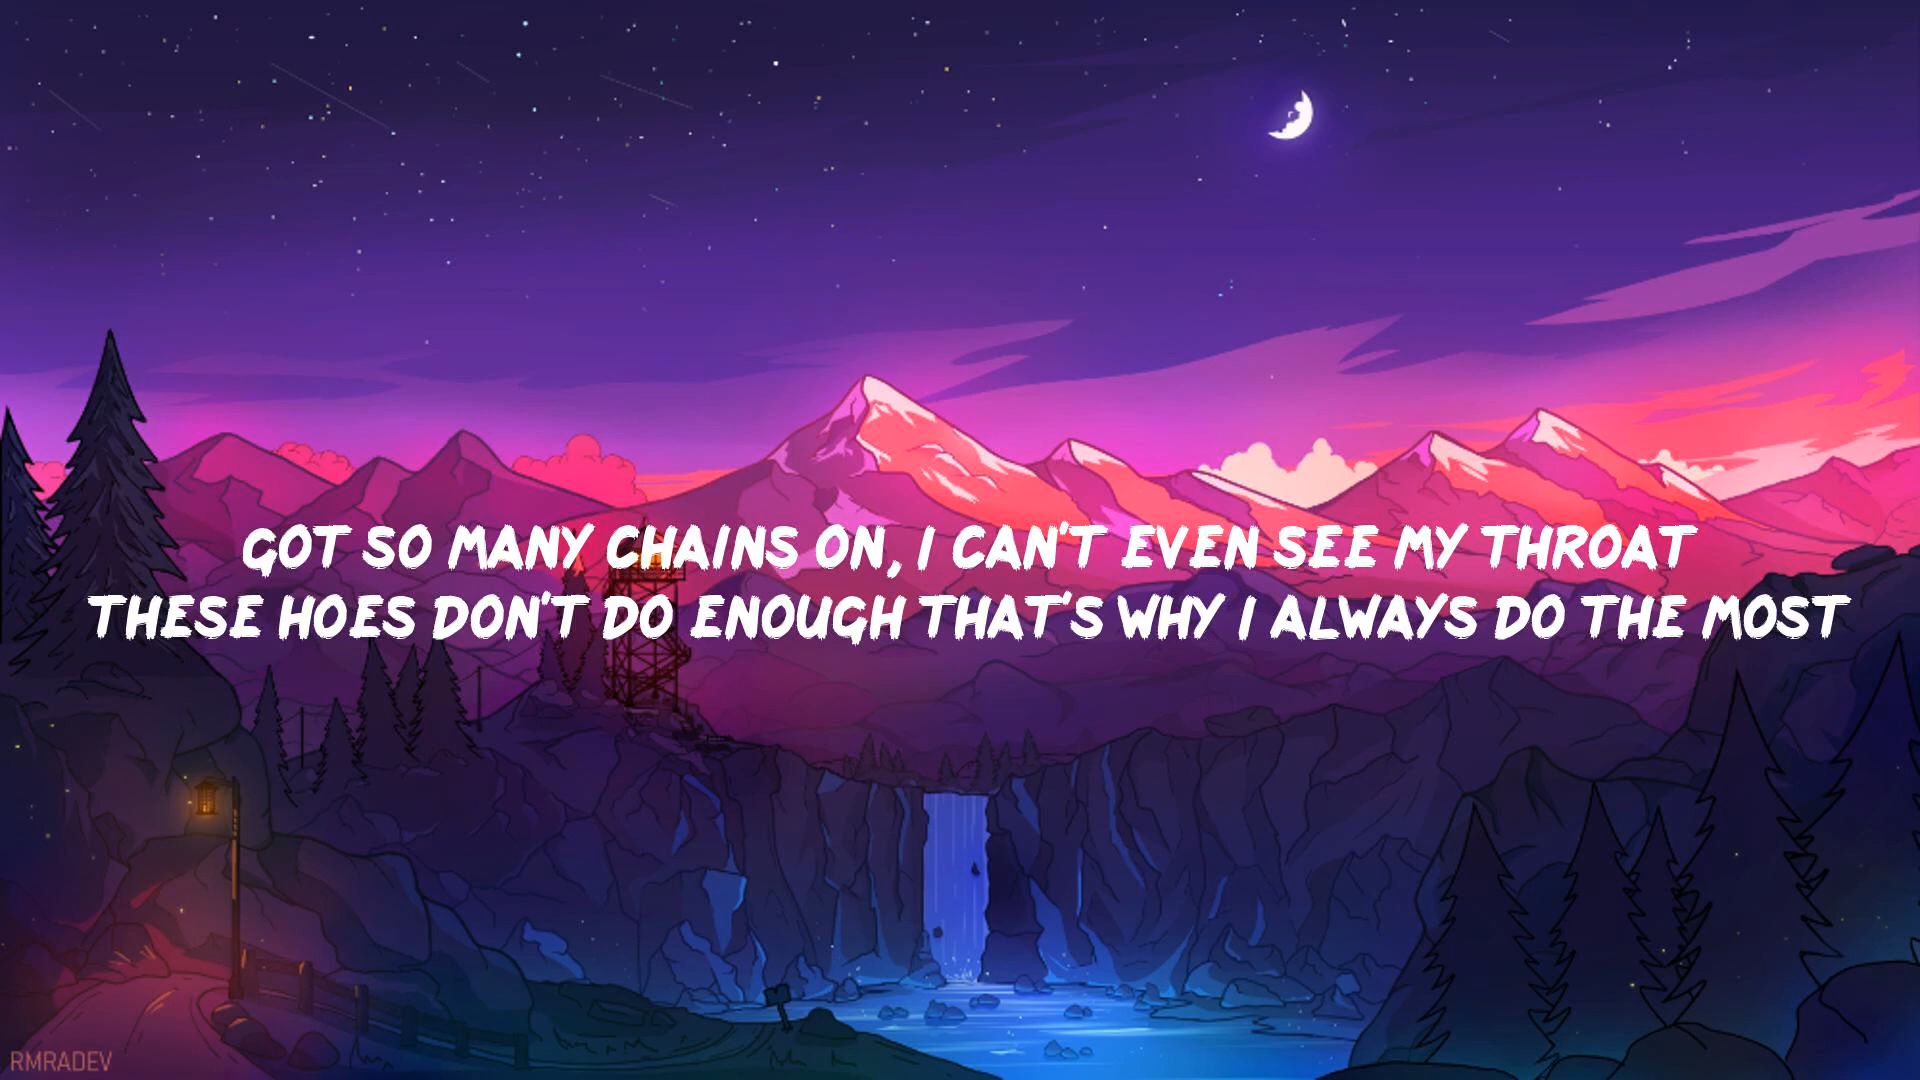 GOT SO MANY CHAINS ON, I CAN'T EVEN SEE MY THROAT
THESE HOES DON'T DO ENOUGH THAT'S WHY I ALWAYS DO THE MOST
RMRADEV